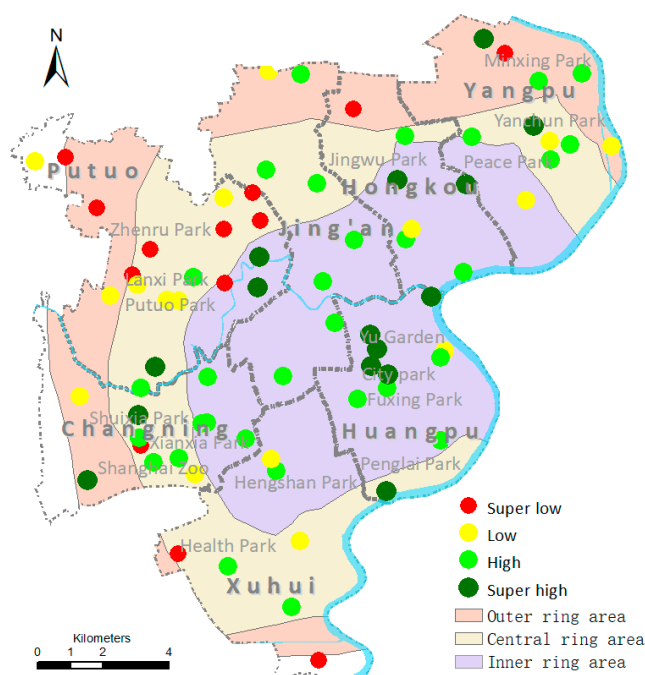 N
Minxing Park
Yangpu
Yanchun Park
Jingwu Park
Peace Park
Putuo
Hongkou
Zhenru Park
Jing'an
Lanxi Park
Putuo Park
Yu Garden
City park
Fuxing Park
Shuixia Park
Changning
Xianxia Park
Huangpu
Shanghai Zoo
Penglai Park
Hengshan Park
Health Park
Xuhui
Super low
Low
High
Super high
Outer ring area
Central ring area
Inner ring area
Kilometers
0 1 2 4